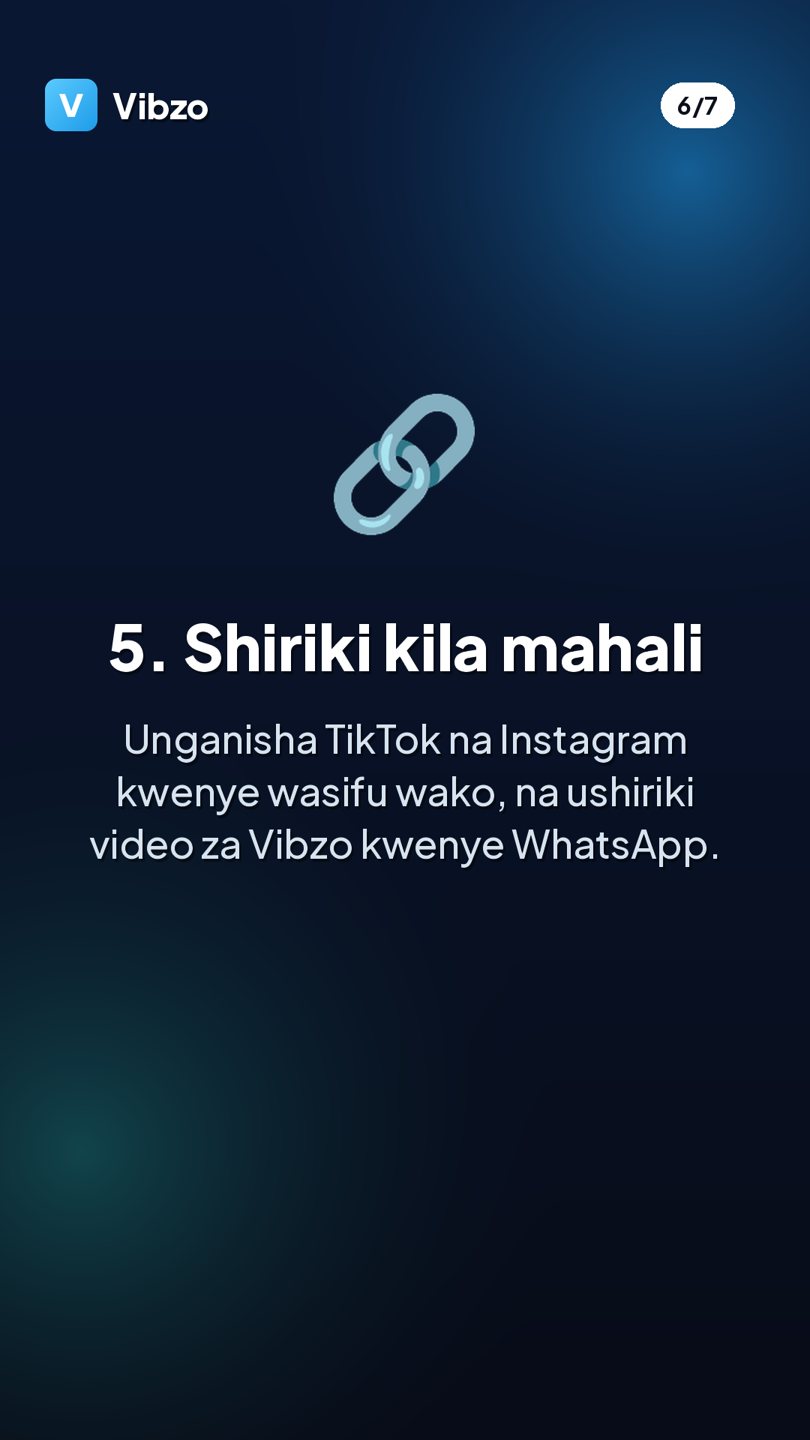 V Vibzo
6/7
5. Shiriki kila mahali
Unganisha TikTok na Instagram
kwenye wasifu wako, na ushiriki
video za Vibzo kwenye WhatsApp.